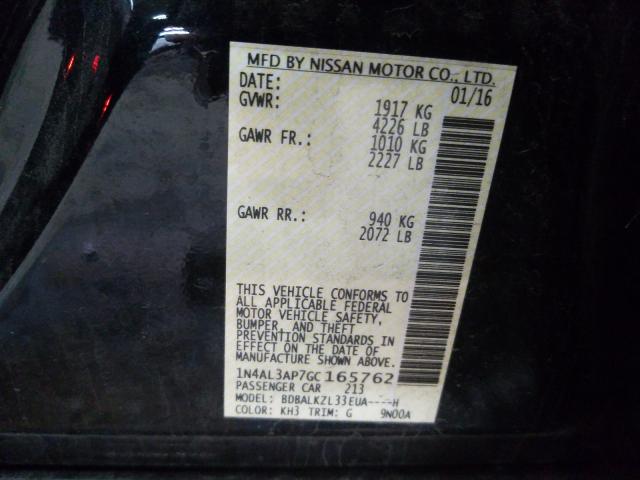 MFD BY NISSAN MOTOR CO., LTD.
DATE: 01/16
GVWR: 1917 KG
4226 LB
GAWR FR.: 1010 KG
2227 LB
GAWR RR.: 940 KG
2072 LB
THIS VEHICLE CONFORMS TO
ALL APPLICABLE FEDERAL
MOTOR VEHICLE SAFETY,
BUMPER, AND THEFT
PREVENTION STANDARDS IN
EFFECT ON THE DATE OF
MANUFACTURE SHOWN ABOVE.
1N4AL3AP7GC165762
PASSENGER CAR 213
MODEL: BDBALKZL33EUA----H
COLOR: KH3 TRIM: G 9N00A